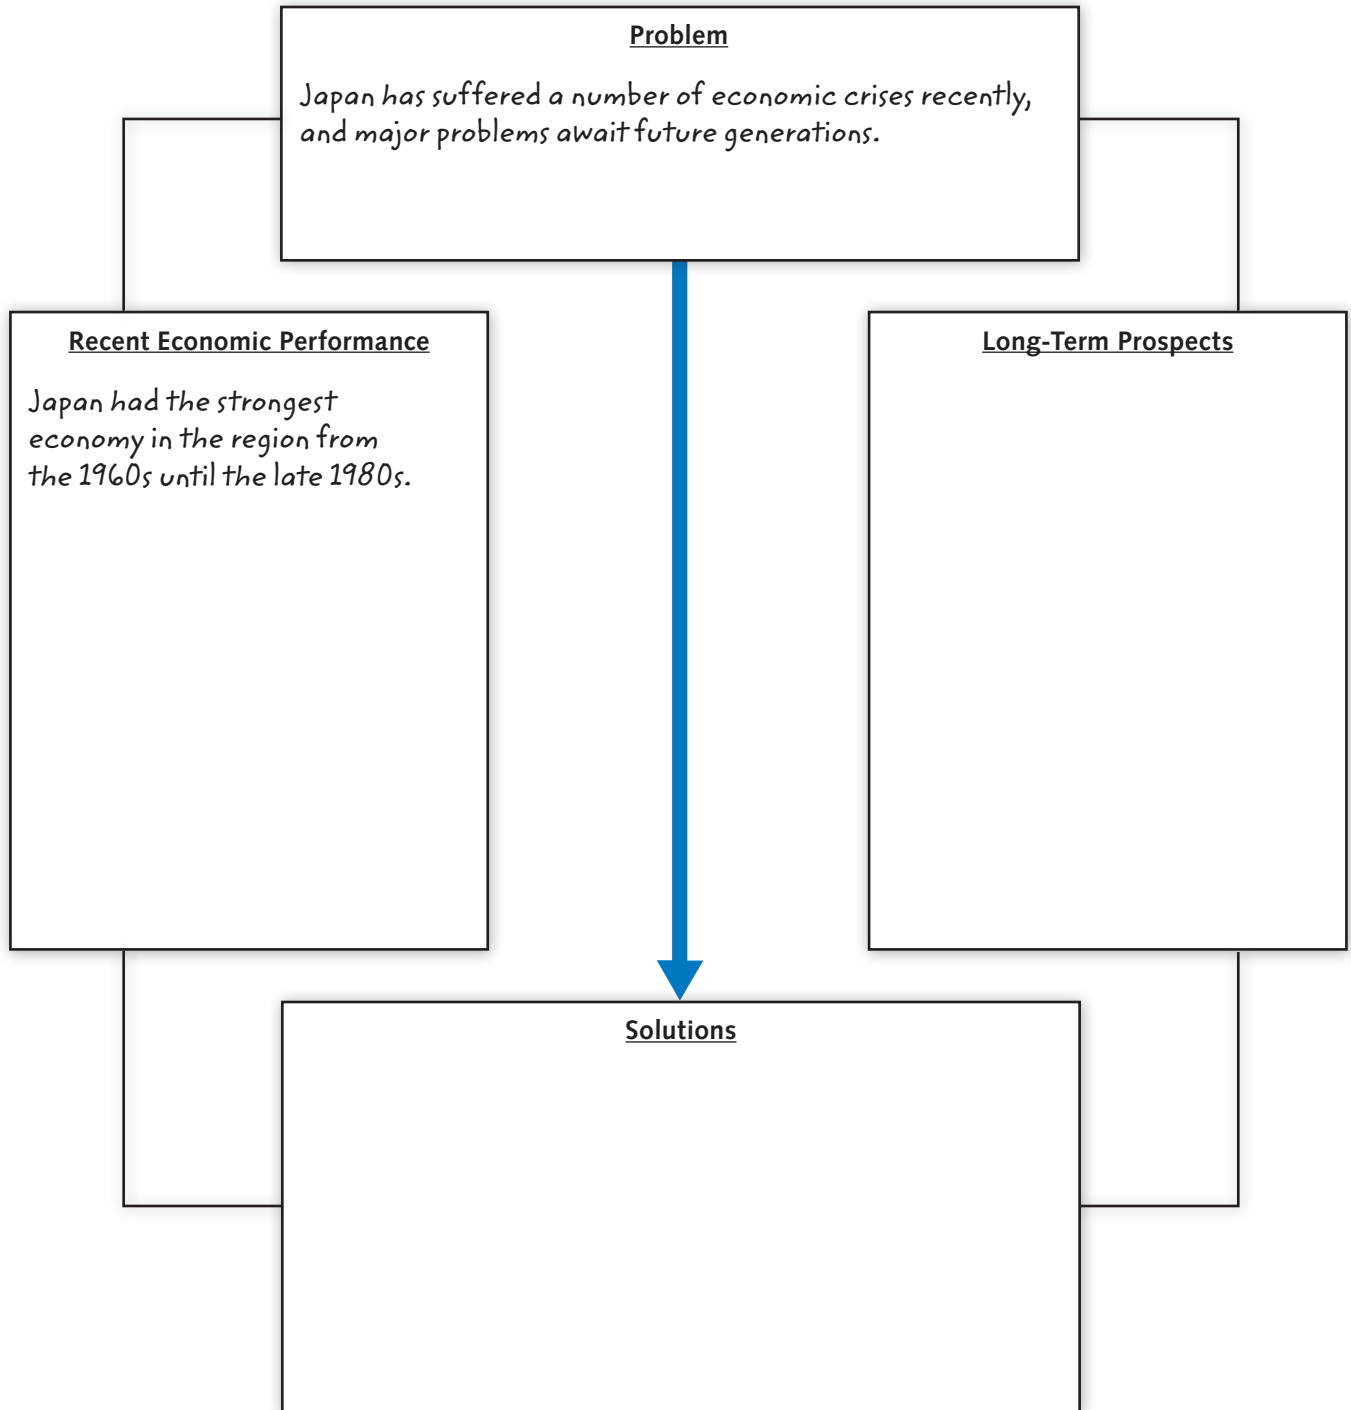 Problem
Japan has suffered a number of economic crises recently,
and major problems await future generations.
Recent Economic Performance
Japan had the strongest
economy in the region from
the 1960s until the late 1980s.
Long-Term Prospects
Solutions